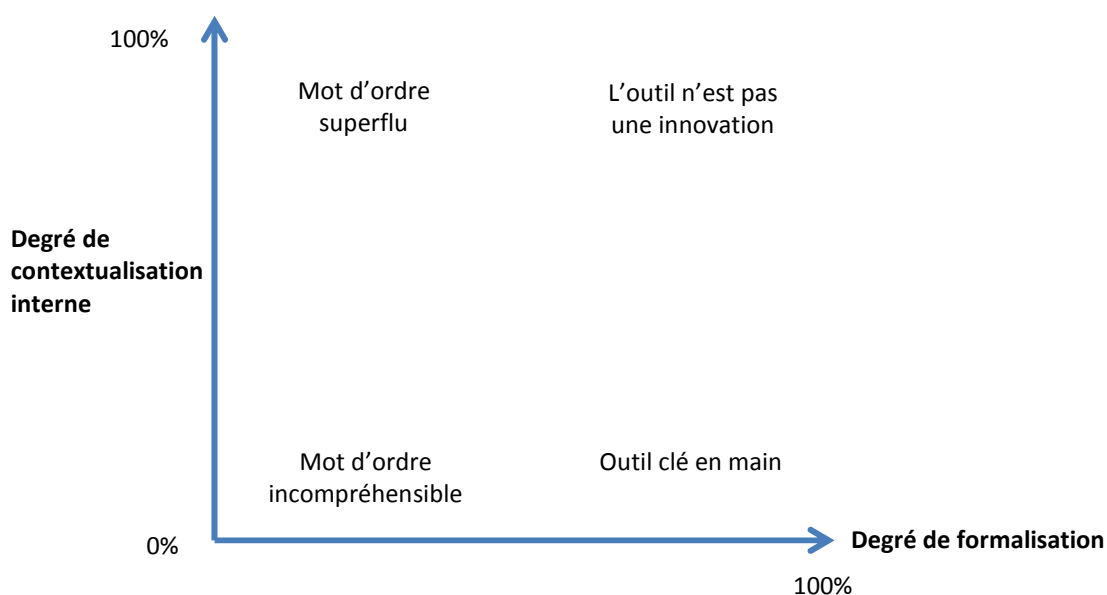 100%
Mot d’ordre
superflu
L’outil n’est pas
une innovation
Degré de
contextualisation
interne
Mot d’ordre
incompréhensible
Outil clé en main
0%
Degré de formalisation
100%